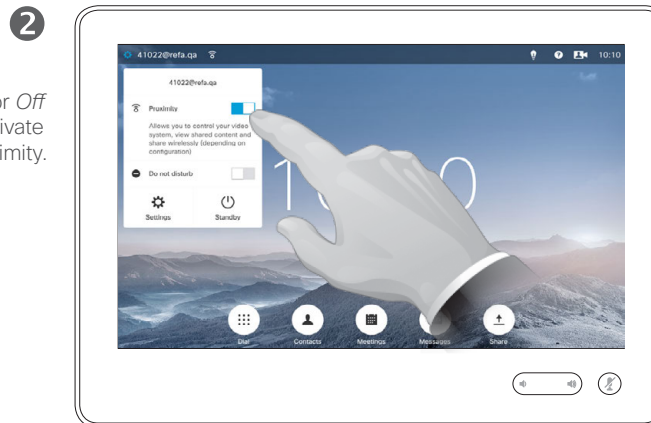 2
or Off
ivate
imity.
41022@refa.qa
10:10
41022@refa.qa
Proximity
Allows you to control your video
system, view shared content and
share wirelessly (depending on
configuration)
Do not disturb
Settings Standby
Dial Contacts Meetings Messages Share